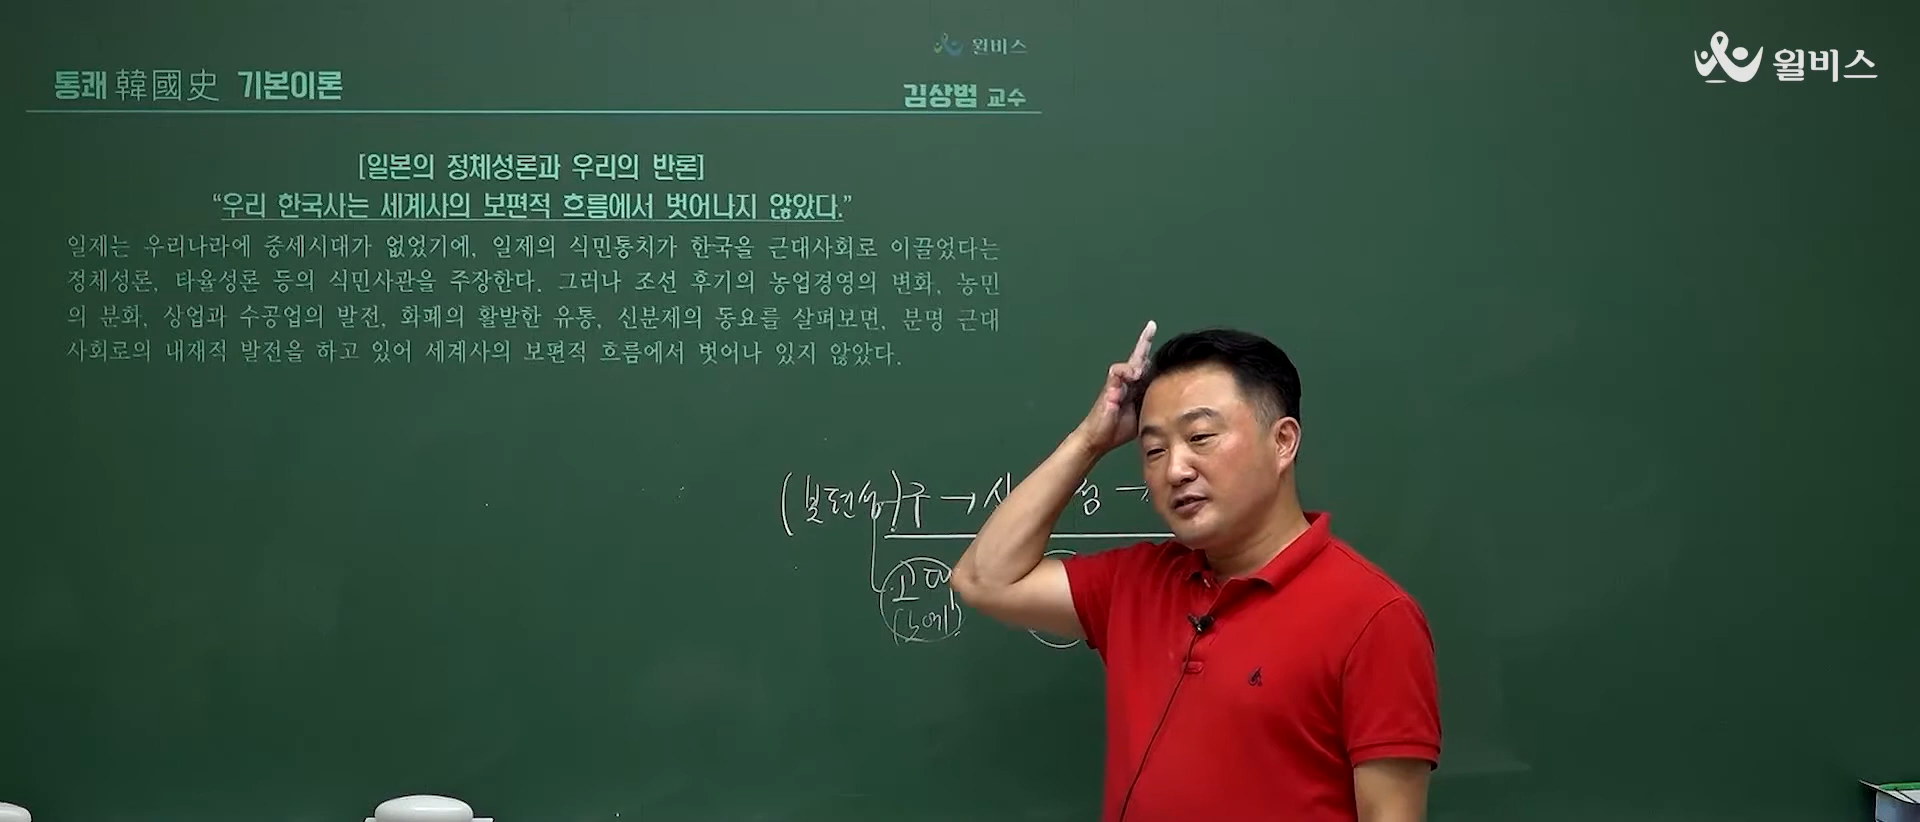 윌비스
윌비스
통쾌 韓國史 기본이론
김상범 교수
[일본의 정체성론과 우리의 반론]
“우리 한국사는 세계사의 보편적 흐름에서 벗어나지 않았다.”
일제는 우리나라에 중세시대가 없었기에, 일제의 식민통치가 한국을 근대사회로 이끌었다는
정체성론, 타율성론 등의 식민사관을 주장한다. 그러나 조선 후기의 농업경영의 변화, 농민
의 분화, 상업과 수공업의 발전, 화폐의 활발한 유통, 신분제의 동요를 살펴보면, 분명 근대
사회로의 내재적 발전을 하고 있어 세계사의 보편적 흐름에서 벗어나 있지 않았다.
(보편성) 구 → 신 청 →
고대
(노예)